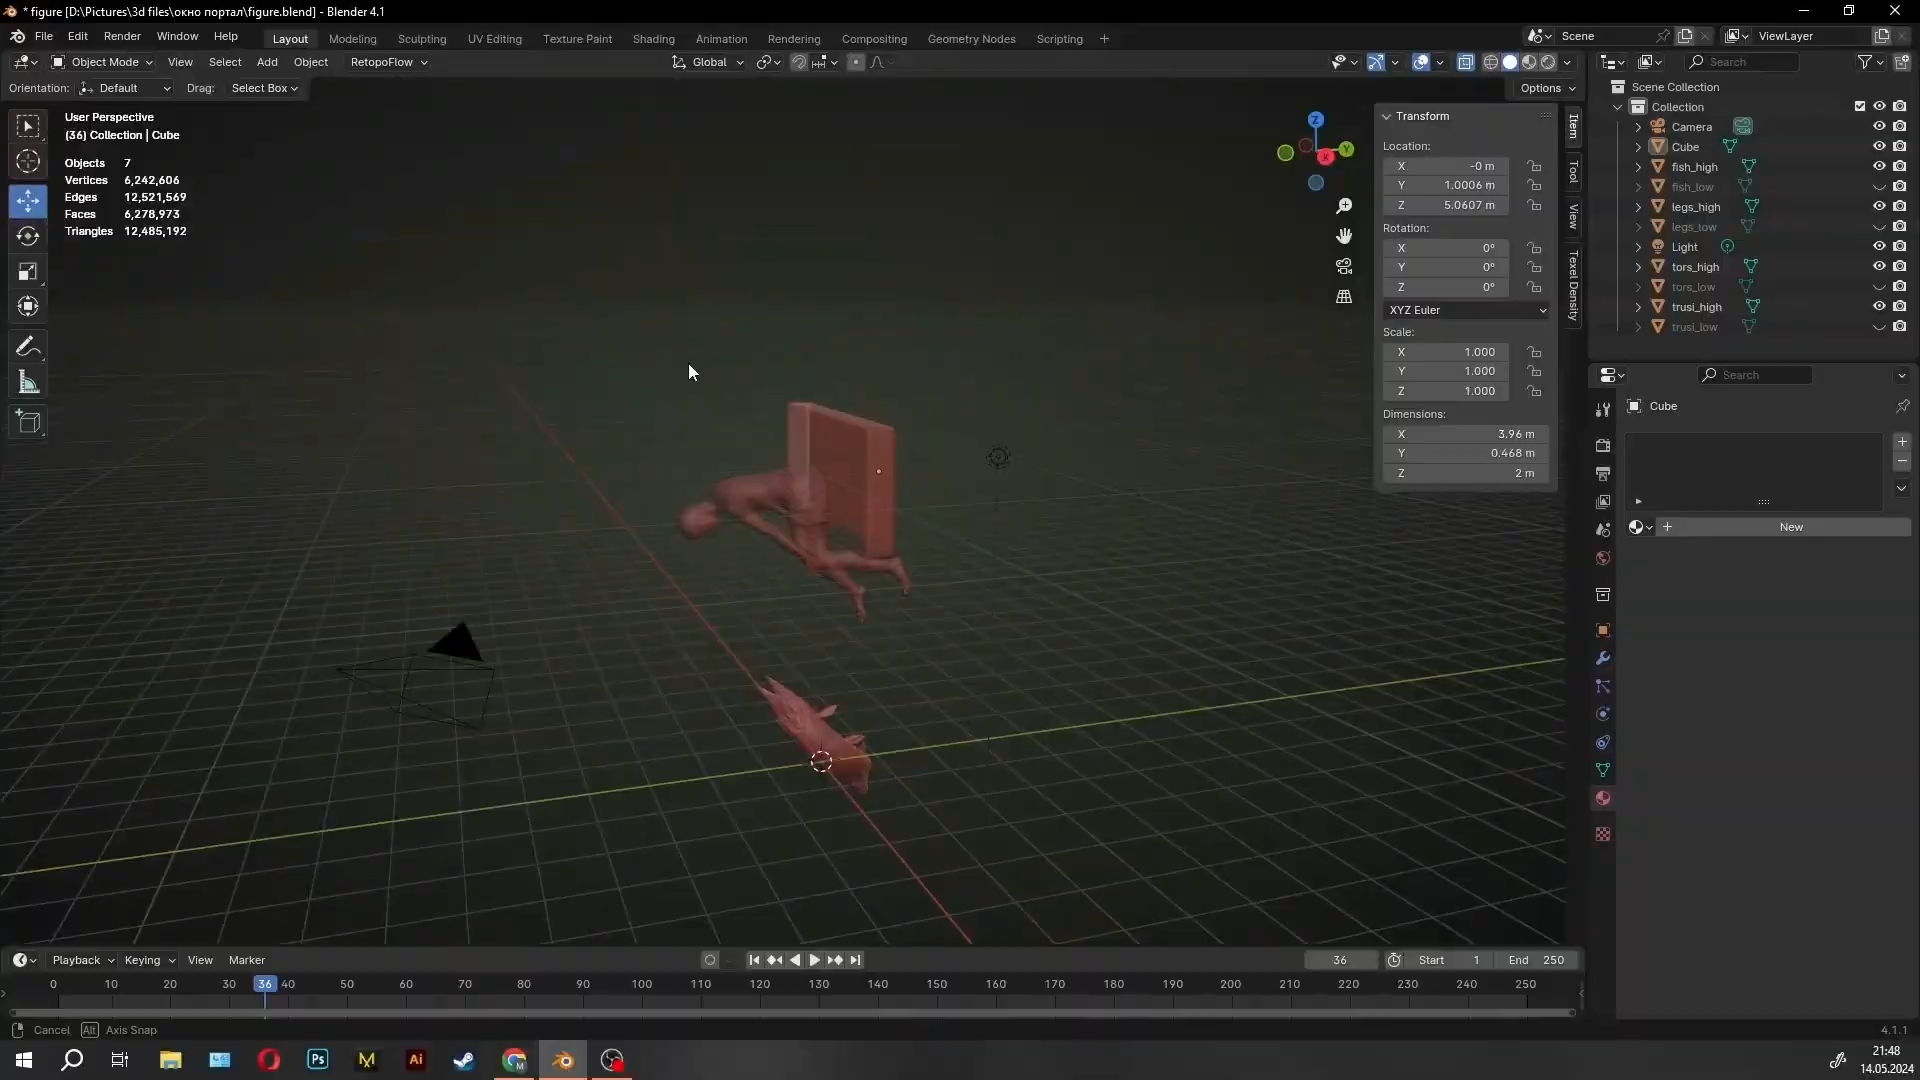 * figure [D:\Pictures\3d files\окно портал\figure.blend] - Blender 4.1
File Edit Render Window Help
Layout Modeling Sculpting UV Editing Texture Paint Shading Animation Rendering Compositing Geometry Nodes Scripting +
Scene
ViewLayer
Object Mode View Select Add Object RetopoFlow
Global
Search
Orientation: Default Drag: Select Box
Options
User Perspective
(36) Collection | Cube
Objects 7
Vertices 6,242,606
Edges 12,521,569
Faces 6,278,973
Triangles 12,485,192
Z
Y
X
Transform
Location:
X -0 m
Y 1.0006 m
Z 5.0607 m
Rotation:
X 0°
Y 0°
Z 0°
XYZ Euler
Scale:
X 1.000
Y 1.000
Z 1.000
Dimensions:
X 3.96 m
Y 0.468 m
Z 2 m
Item
Tool
View
Texel Density
Scene Collection
Collection
Camera
Cube
fish_high
fish_low
legs_high
legs_low
Light
tors_high
tors_low
trusi_high
trusi_low
Search
Cube
New
Playback Keying View Marker
36
Start 1
End 250
0 10 20 30 36 40 50 60 70 80 90 100 110 120 130 140 150 160 170 180 190 200 210 220 230 240 250
Cancel Alt Axis Snap
4.1.1
Ps
Ai
M
21:48
14.05.2024